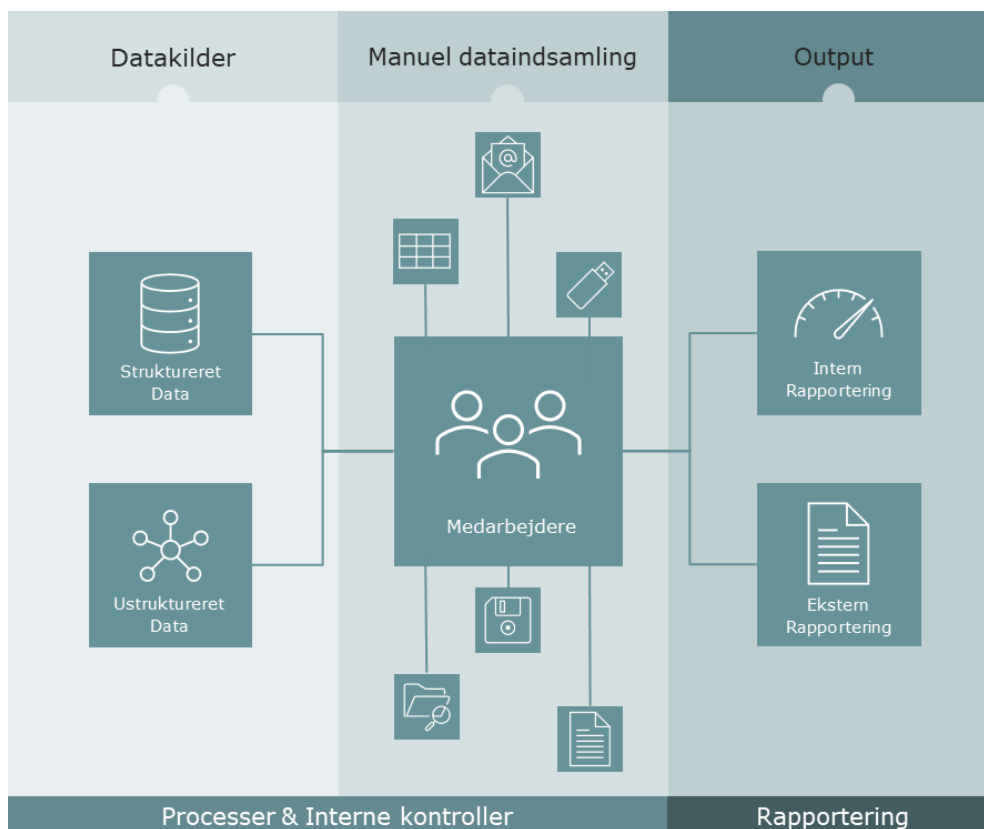 Datakilder
Manuel dataindsamling
Output
@
Struktureret
Data
Ustruktureret
Data
Medarbejdere
Intern
Rapportering
Ekstern
Rapportering
Processer & Interne kontroller
Rapportering